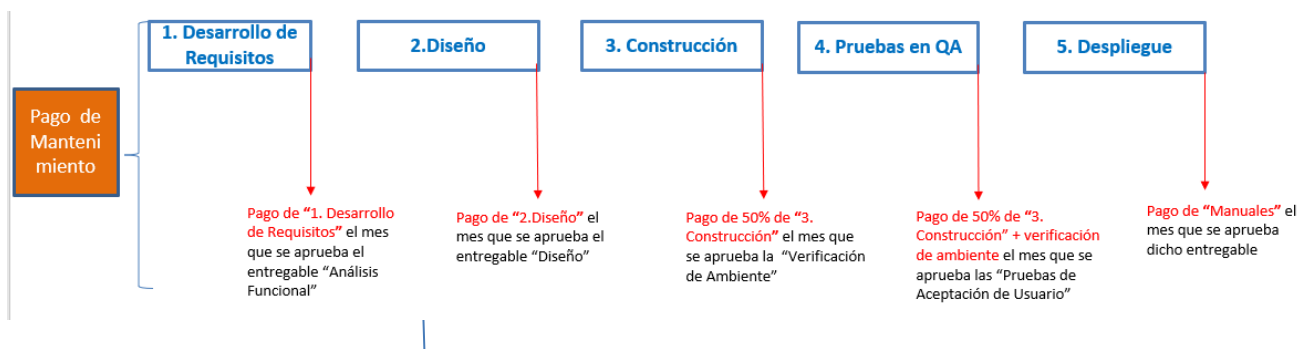 1. Desarrollo de
Requisitos
2.Diseño
3. Construcción
4. Pruebas en QA
5. Despliegue
Pago de
Manteni
miento
Pago de “1. Desarrollo
de Requisitos” el mes
que se aprueba el
entregable “Análisis
Funcional”
Pago de “2.Diseño” el
mes que se aprueba el
entregable “Diseño”
Pago de 50% de “3.
Construcción” el mes que
se aprueba la “Verificación
de Ambiente”
Pago de 50% de “3.
Construcción” + verificación
de ambiente el mes que se
aprueba las “Pruebas de
Aceptación de Usuario”
Pago de “Manuales” el
mes que se aprueba
dicho entregable